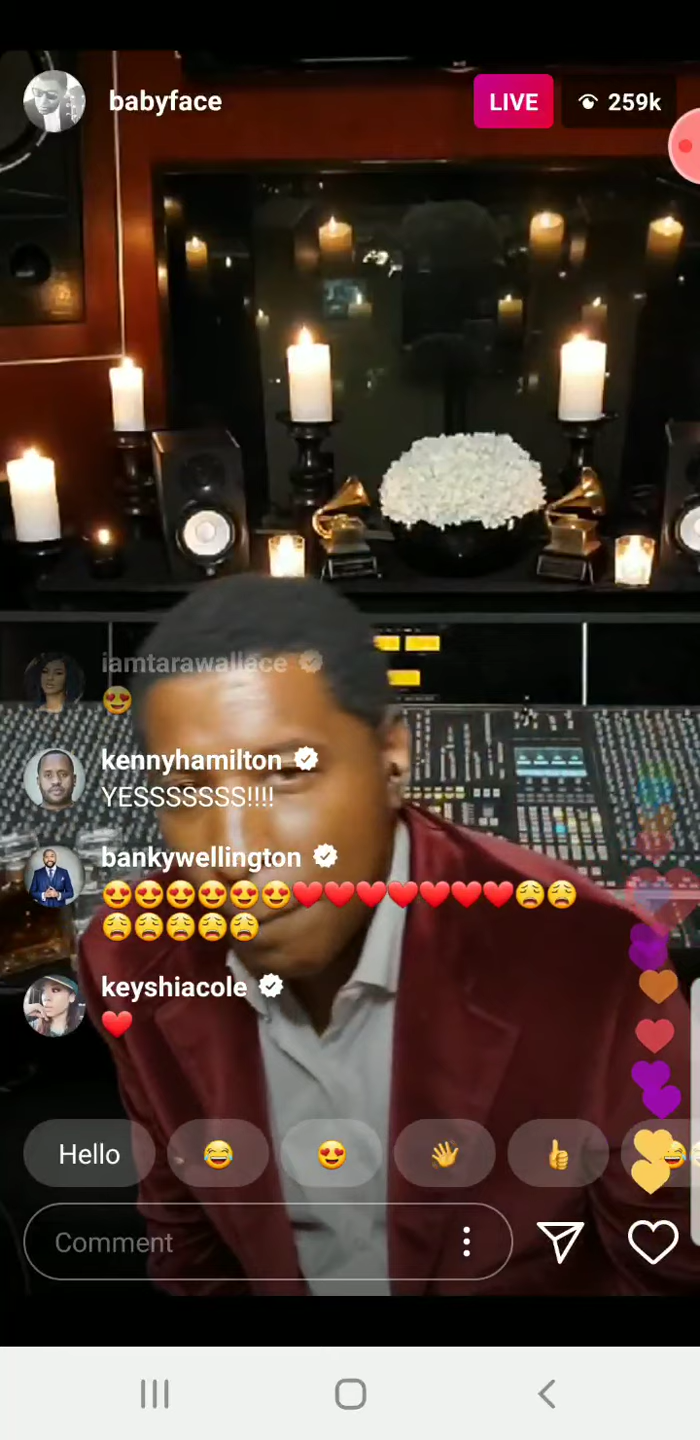 babyface
LIVE
259k
iamtarawallace
😍
kennyhamilton
YESSSSSSS!!!!
bankywellington
😍😍😍😍😍😍❤️❤️❤️❤️❤️❤️❤️😩😩
😩😩😩😩😩
keyshiacole
❤️
Hello
Comment